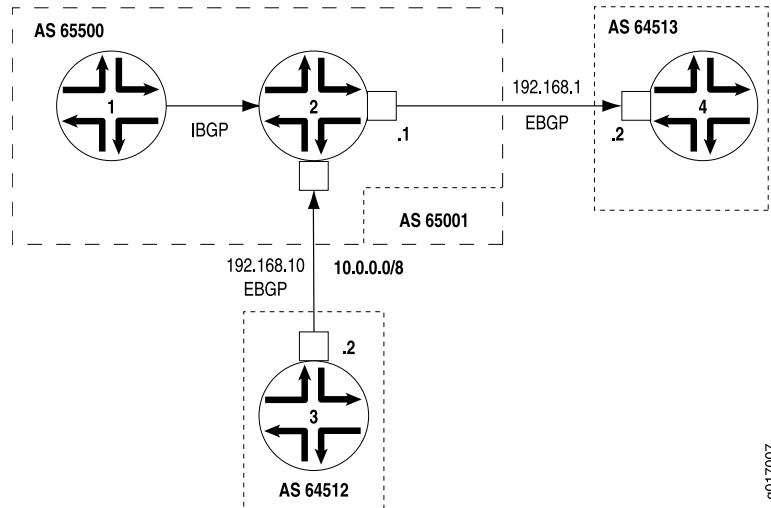 AS 65500
AS 64513
1
2
4
192.168.1
EBGP
IBGP
.1
.2
AS 65001
192.168.10
EBGP
10.0.0.0/8
.2
3
AS 64512
g017007